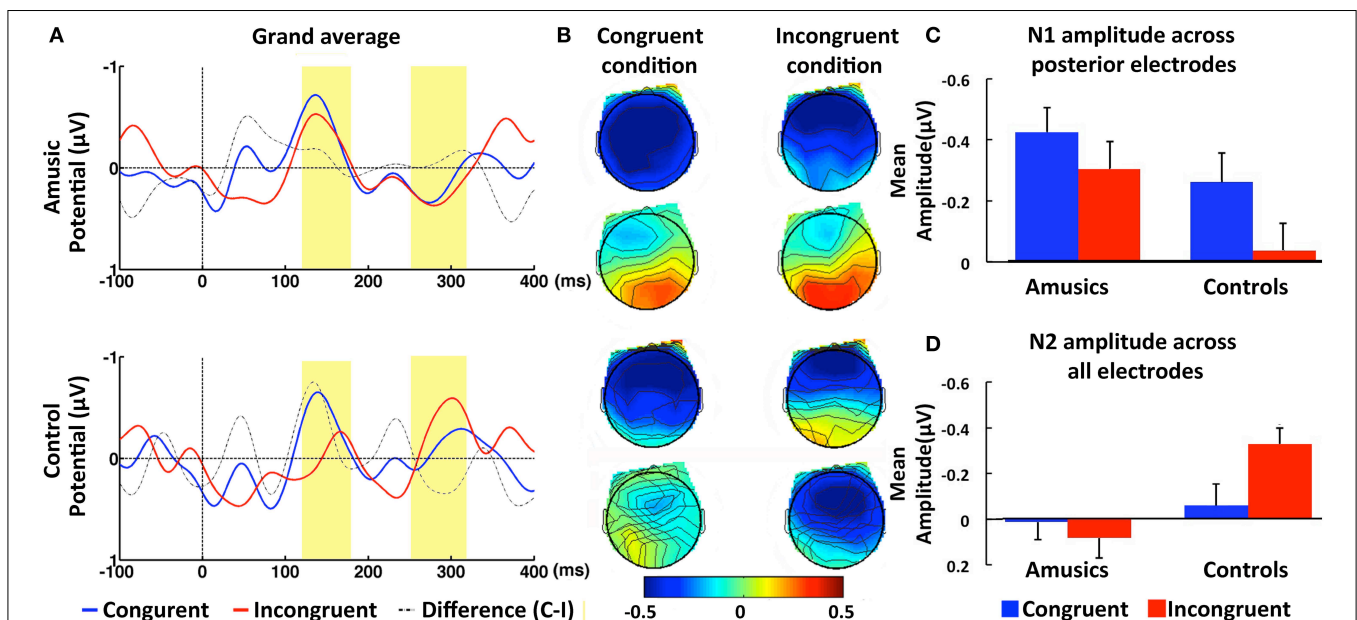 A
Grand average
-1
0
1
-100
0
100
200
300
400
(ms)
Amusic
Potential (µV)
-1
0
1
-100
0
100
200
300
400
(ms)
Control
Potential (µV)
Congurent
Incongruent
Difference (C-I)
B
Congruent
condition
Incongruent
condition
-0.5
0
0.5
C
N1 amplitude across
posterior electrodes
-0.6
-0.4
-0.2
0
Mean
Amplitude(µV)
Amusics
Controls
D
N2 amplitude across
all electrodes
-0.6
-0.4
-0.2
0
0.2
Mean
Amplitude(µV)
Amusics
Controls
Congruent
Incongruent